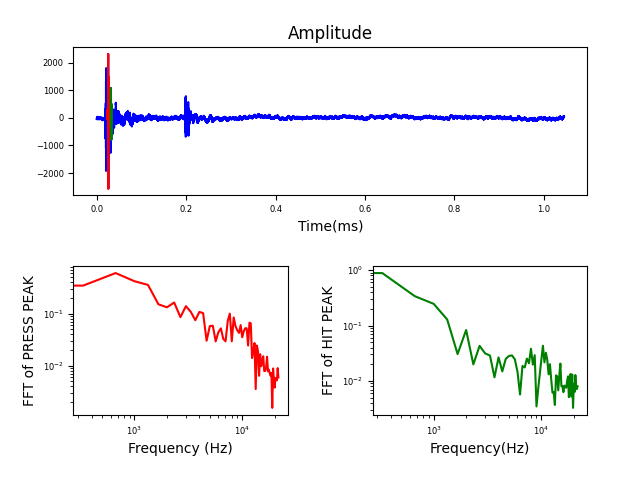 Amplitude
2000
1000
0
−1000
−2000
0.0 0.2 0.4 0.6 0.8 1.0
Time(ms)
FFT of PRESS PEAK
10⁻¹
10⁻²
10³ 10⁴
Frequency (Hz)
FFT of HIT PEAK
10⁰
10⁻¹
10⁻²
10³ 10⁴
Frequency(Hz)